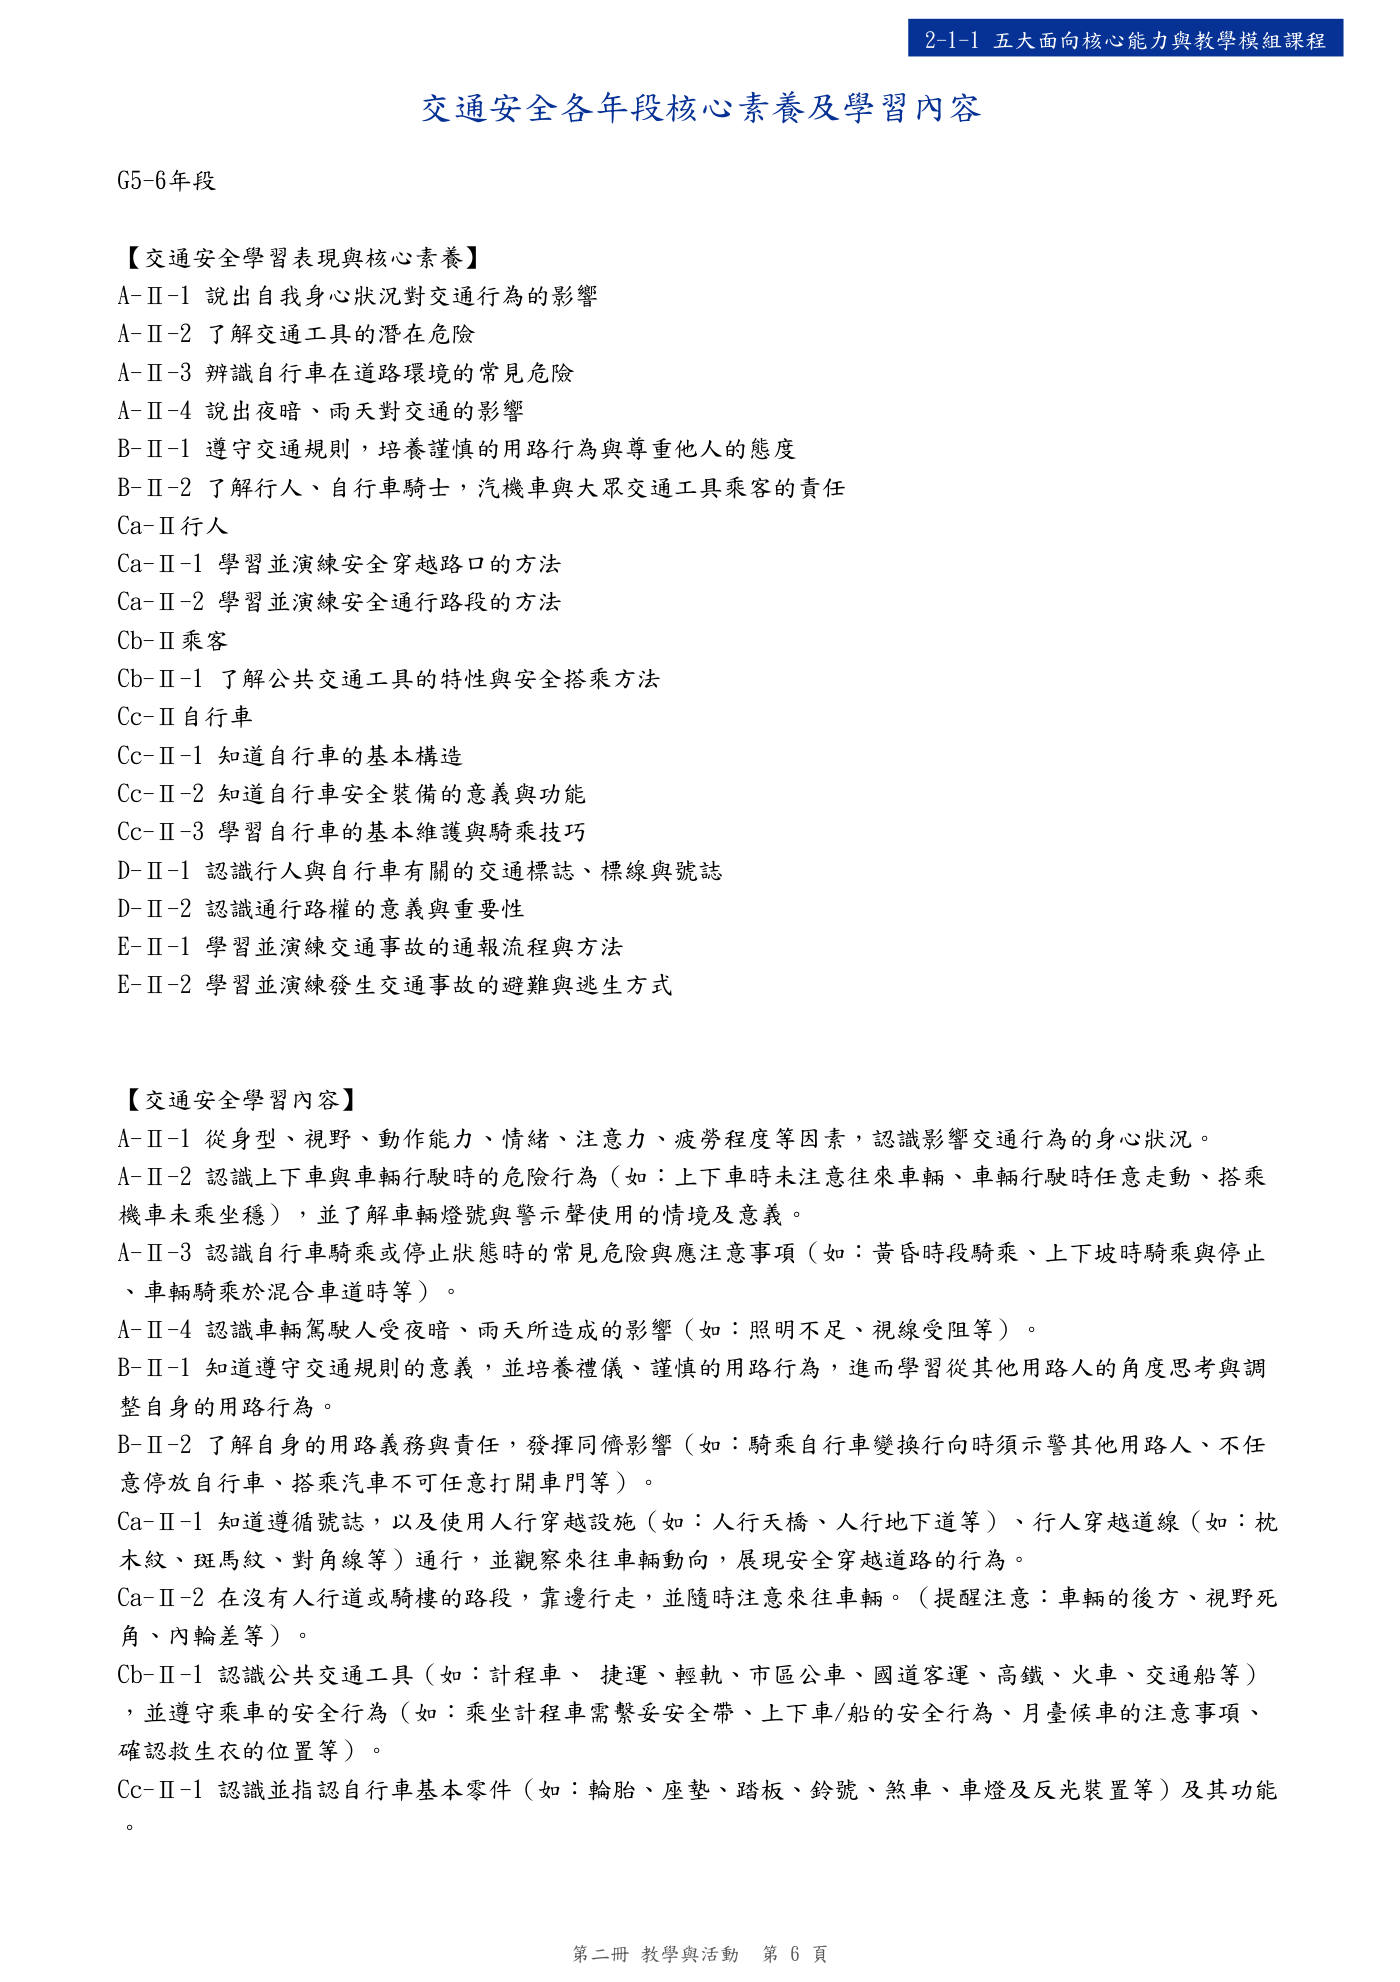 2-1-1 五大面向核心能力與教學模組課程
交通安全各年段核心素養及學習內容
G5-6年段
【交通安全學習表現與核心素養】
A-Ⅱ-1 說出自我身心狀況對交通行為的影響
A-Ⅱ-2 了解交通工具的潛在危險
A-Ⅱ-3 辨識自行車在道路環境的常見危險
A-Ⅱ-4 說出夜暗、雨天對交通的影響
B-Ⅱ-1 遵守交通規則，培養謹慎的用路行為與尊重他人的態度
B-Ⅱ-2 了解行人、自行車騎士，汽機車與大眾交通工具乘客的責任
Ca-Ⅱ行人
Ca-Ⅱ-1 學習並演練安全穿越路口的方法
Ca-Ⅱ-2 學習並演練安全通行路段的方法
Cb-Ⅱ乘客
Cb-Ⅱ-1 了解公共交通工具的特性與安全搭乘方法
Cc-Ⅱ自行車
Cc-Ⅱ-1 知道自行車的基本構造
Cc-Ⅱ-2 知道自行車安全裝備的意義與功能
Cc-Ⅱ-3 學習自行車的基本維護與騎乘技巧
D-Ⅱ-1 認識行人與自行車有關的交通標誌、標線與號誌
D-Ⅱ-2 認識通行路權的意義與重要性
E-Ⅱ-1 學習並演練交通事故的通報流程與方法
E-Ⅱ-2 學習並演練發生交通事故的避難與逃生方式
【交通安全學習內容】
A-Ⅱ-1 從身型、視野、動作能力、情緒、注意力、疲勞程度等因素，認識影響交通行為的身心狀況。
A-Ⅱ-2 認識上下車與車輛行駛時的危險行為（如：上下車時未注意往來車輛、車輛行駛時任意走動、搭乘
機車未乘坐穩），並了解車輛燈號與警示聲使用的情境及意義。
A-Ⅱ-3 認識自行車騎乘或停止狀態時的常見危險與應注意事項（如：黃昏時段騎乘、上下坡時騎乘與停止
、車輛騎乘於混合車道時等）。
A-Ⅱ-4 認識車輛駕駛人受夜暗、雨天所造成的影響（如：照明不足、視線受阻等）。
B-Ⅱ-1 知道遵守交通規則的意義，並培養禮儀、謹慎的用路行為，進而學習從其他用路人的角度思考與調
整自身的用路行為。
B-Ⅱ-2 了解自身的用路義務與責任，發揮同儕影響（如：騎乘自行車變換行向時須示警其他用路人、不任
意停放自行車、搭乘汽車不可任意打開車門等）。
Ca-Ⅱ-1 知道遵循號誌，以及使用人行穿越設施（如：人行天橋、人行地下道等）、行人穿越道線（如：枕
木紋、斑馬紋、對角線等）通行，並觀察來往車輛動向，展現安全穿越道路的行為。
Ca-Ⅱ-2 在沒有人行道或騎樓的路段，靠邊行走，並隨時注意來往車輛。（提醒注意：車輛的後方、視野死
角、內輪差等）。
Cb-Ⅱ-1 認識公共交通工具（如：計程車、 捷運、輕軌、市區公車、國道客運、高鐵、火車、交通船等）
，並遵守乘車的安全行為（如：乘坐計程車需繫妥安全帶、上下車/船的安全行為、月臺候車的注意事項、
確認救生衣的位置等）。
Cc-Ⅱ-1 認識並指認自行車基本零件（如：輪胎、座墊、踏板、鈴號、煞車、車燈及反光裝置等）及其功能
。
第二冊 教學與活動 第 6 頁